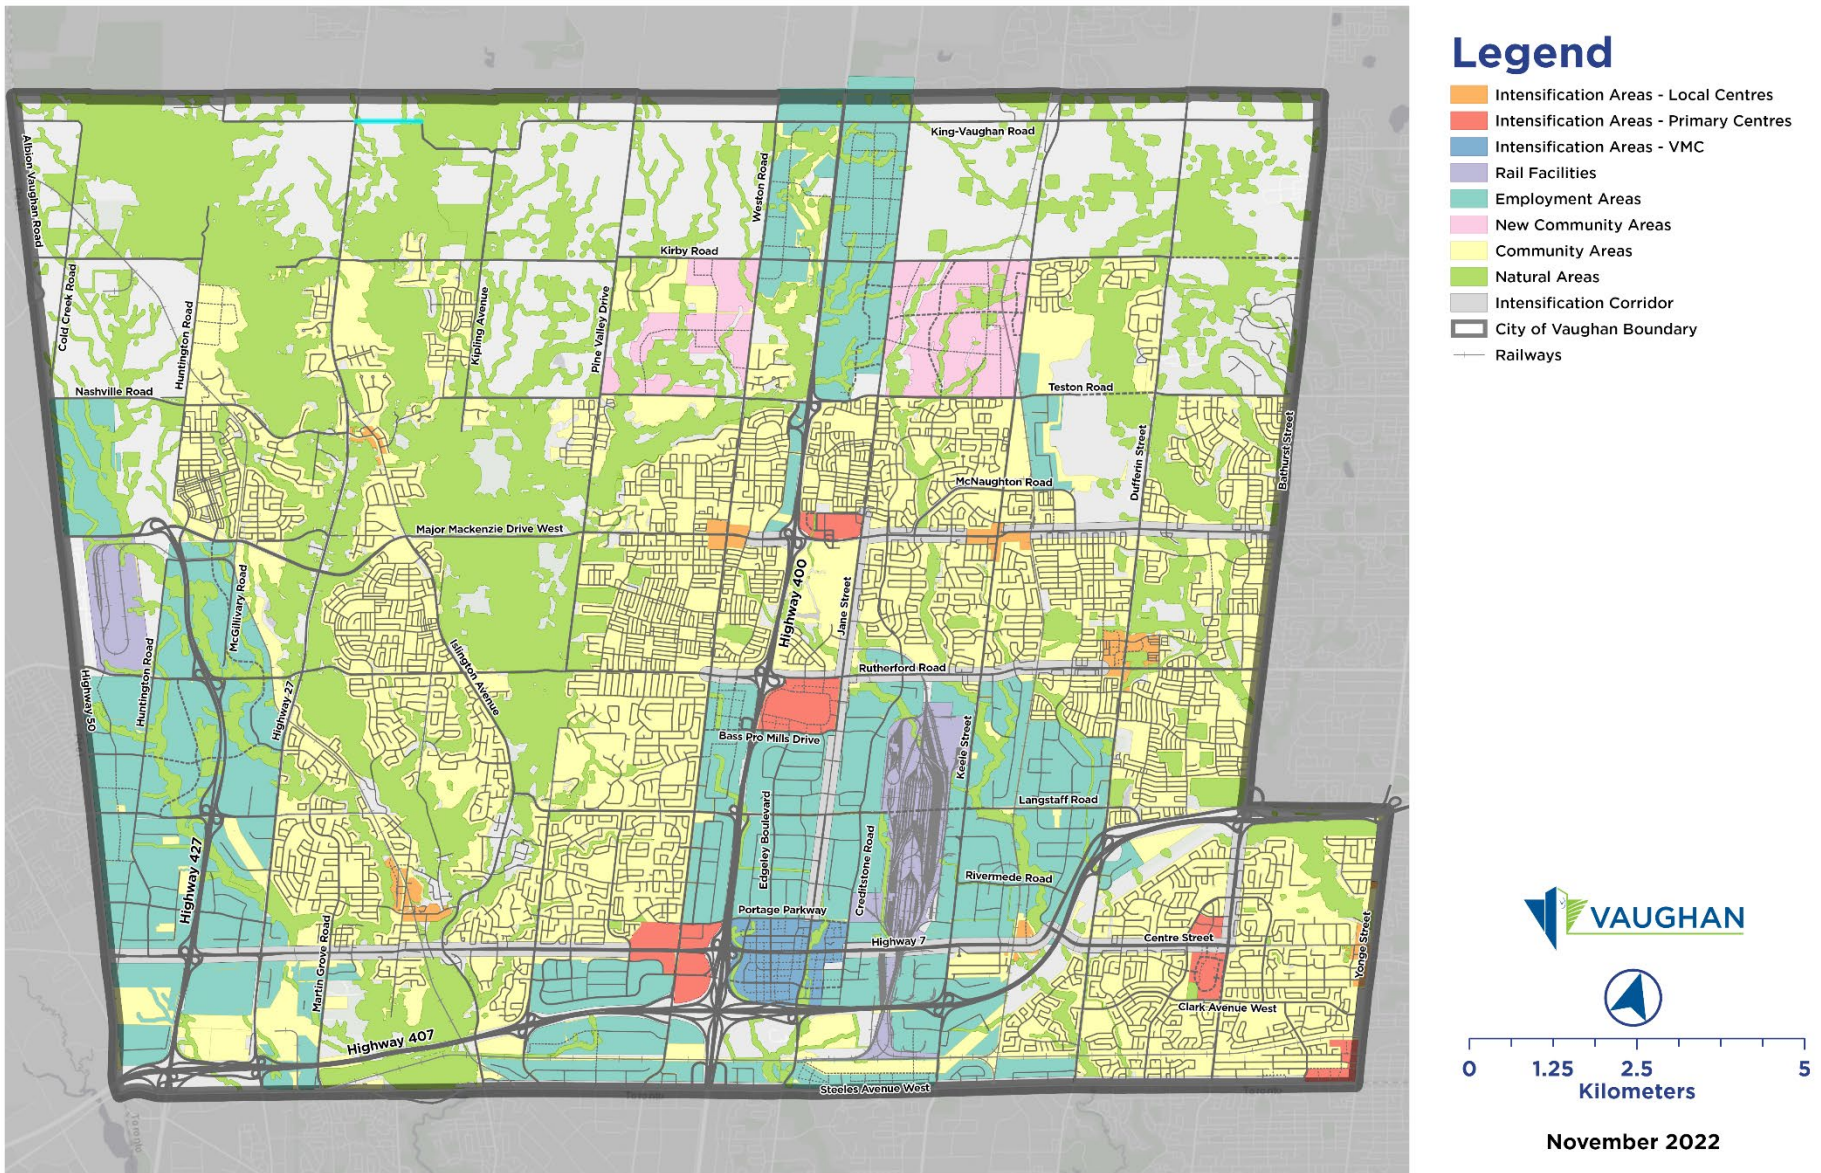 Legend
Intensification Areas - Local Centres
Intensification Areas - Primary Centres
Intensification Areas - VMC
Rail Facilities
Employment Areas
New Community Areas
Community Areas
Natural Areas
Intensification Corridor
City of Vaughan Boundary
Railways
King-Vaughan Road
Albion Vaughan Road
Weston Road
Kirby Road
Cold Creek Road
Huntington Road
Kipling Avenue
Pine Valley Drive
Nashville Road
Teston Road
Bathurst Street
Dufferin Street
McNaughton Road
Major Mackenzie Drive West
Highway 400
Jane Street
McGillivary Road
Huntington Road
Highway 50
Highway 27
Islington Avenue
Rutherford Road
Bass Pro Mills Drive
Keele Street
Langstaff Road
Edgeley Boulevard
Creditstone Road
Highway 427
Rivermede Road
Portage Parkway
Highway 7
Centre Street
Martin Grove Road
Yonge Street
Clark Avenue West
Highway 407
Steeles Avenue West
Toronto
Toronto
Toronto
VAUGHAN
0 1.25 2.5 5
Kilometers
November 2022